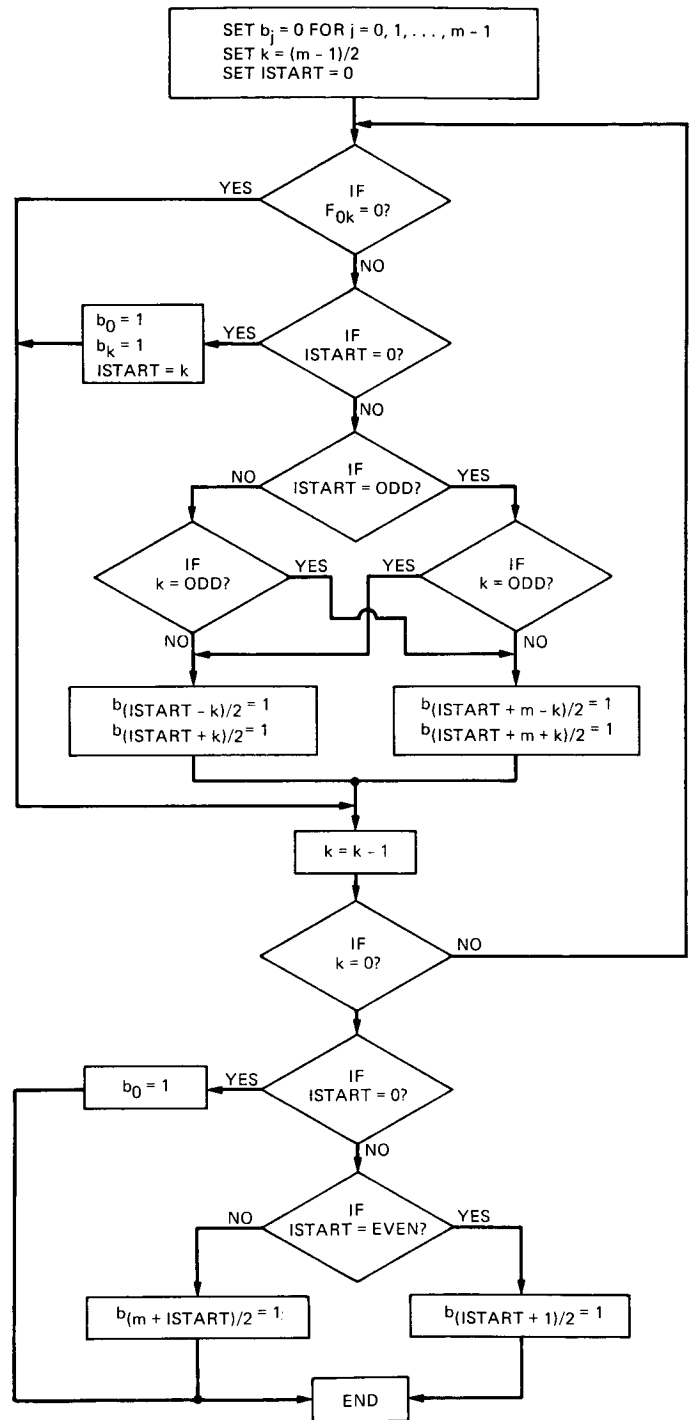 SET b_j = 0 FOR j = 0, 1, . . . , m - 1
SET k = (m - 1)/2
SET ISTART = 0
IF
F_0k = 0?
YES
NO
IF
ISTART = 0?
YES
b_0 = 1
b_k = 1
ISTART = k
NO
IF
ISTART = ODD?
NO
YES
IF
k = ODD?
YES
YES
IF
k = ODD?
NO
NO
b_(ISTART - k)/2 = 1
b_(ISTART + k)/2 = 1
b_(ISTART + m - k)/2 = 1
b_(ISTART + m + k)/2 = 1
k = k - 1
IF
k = 0?
NO
IF
ISTART = 0?
YES
b_0 = 1
NO
IF
ISTART = EVEN?
NO
YES
b_(m + ISTART)/2 = 1
b_(ISTART + 1)/2 = 1
END